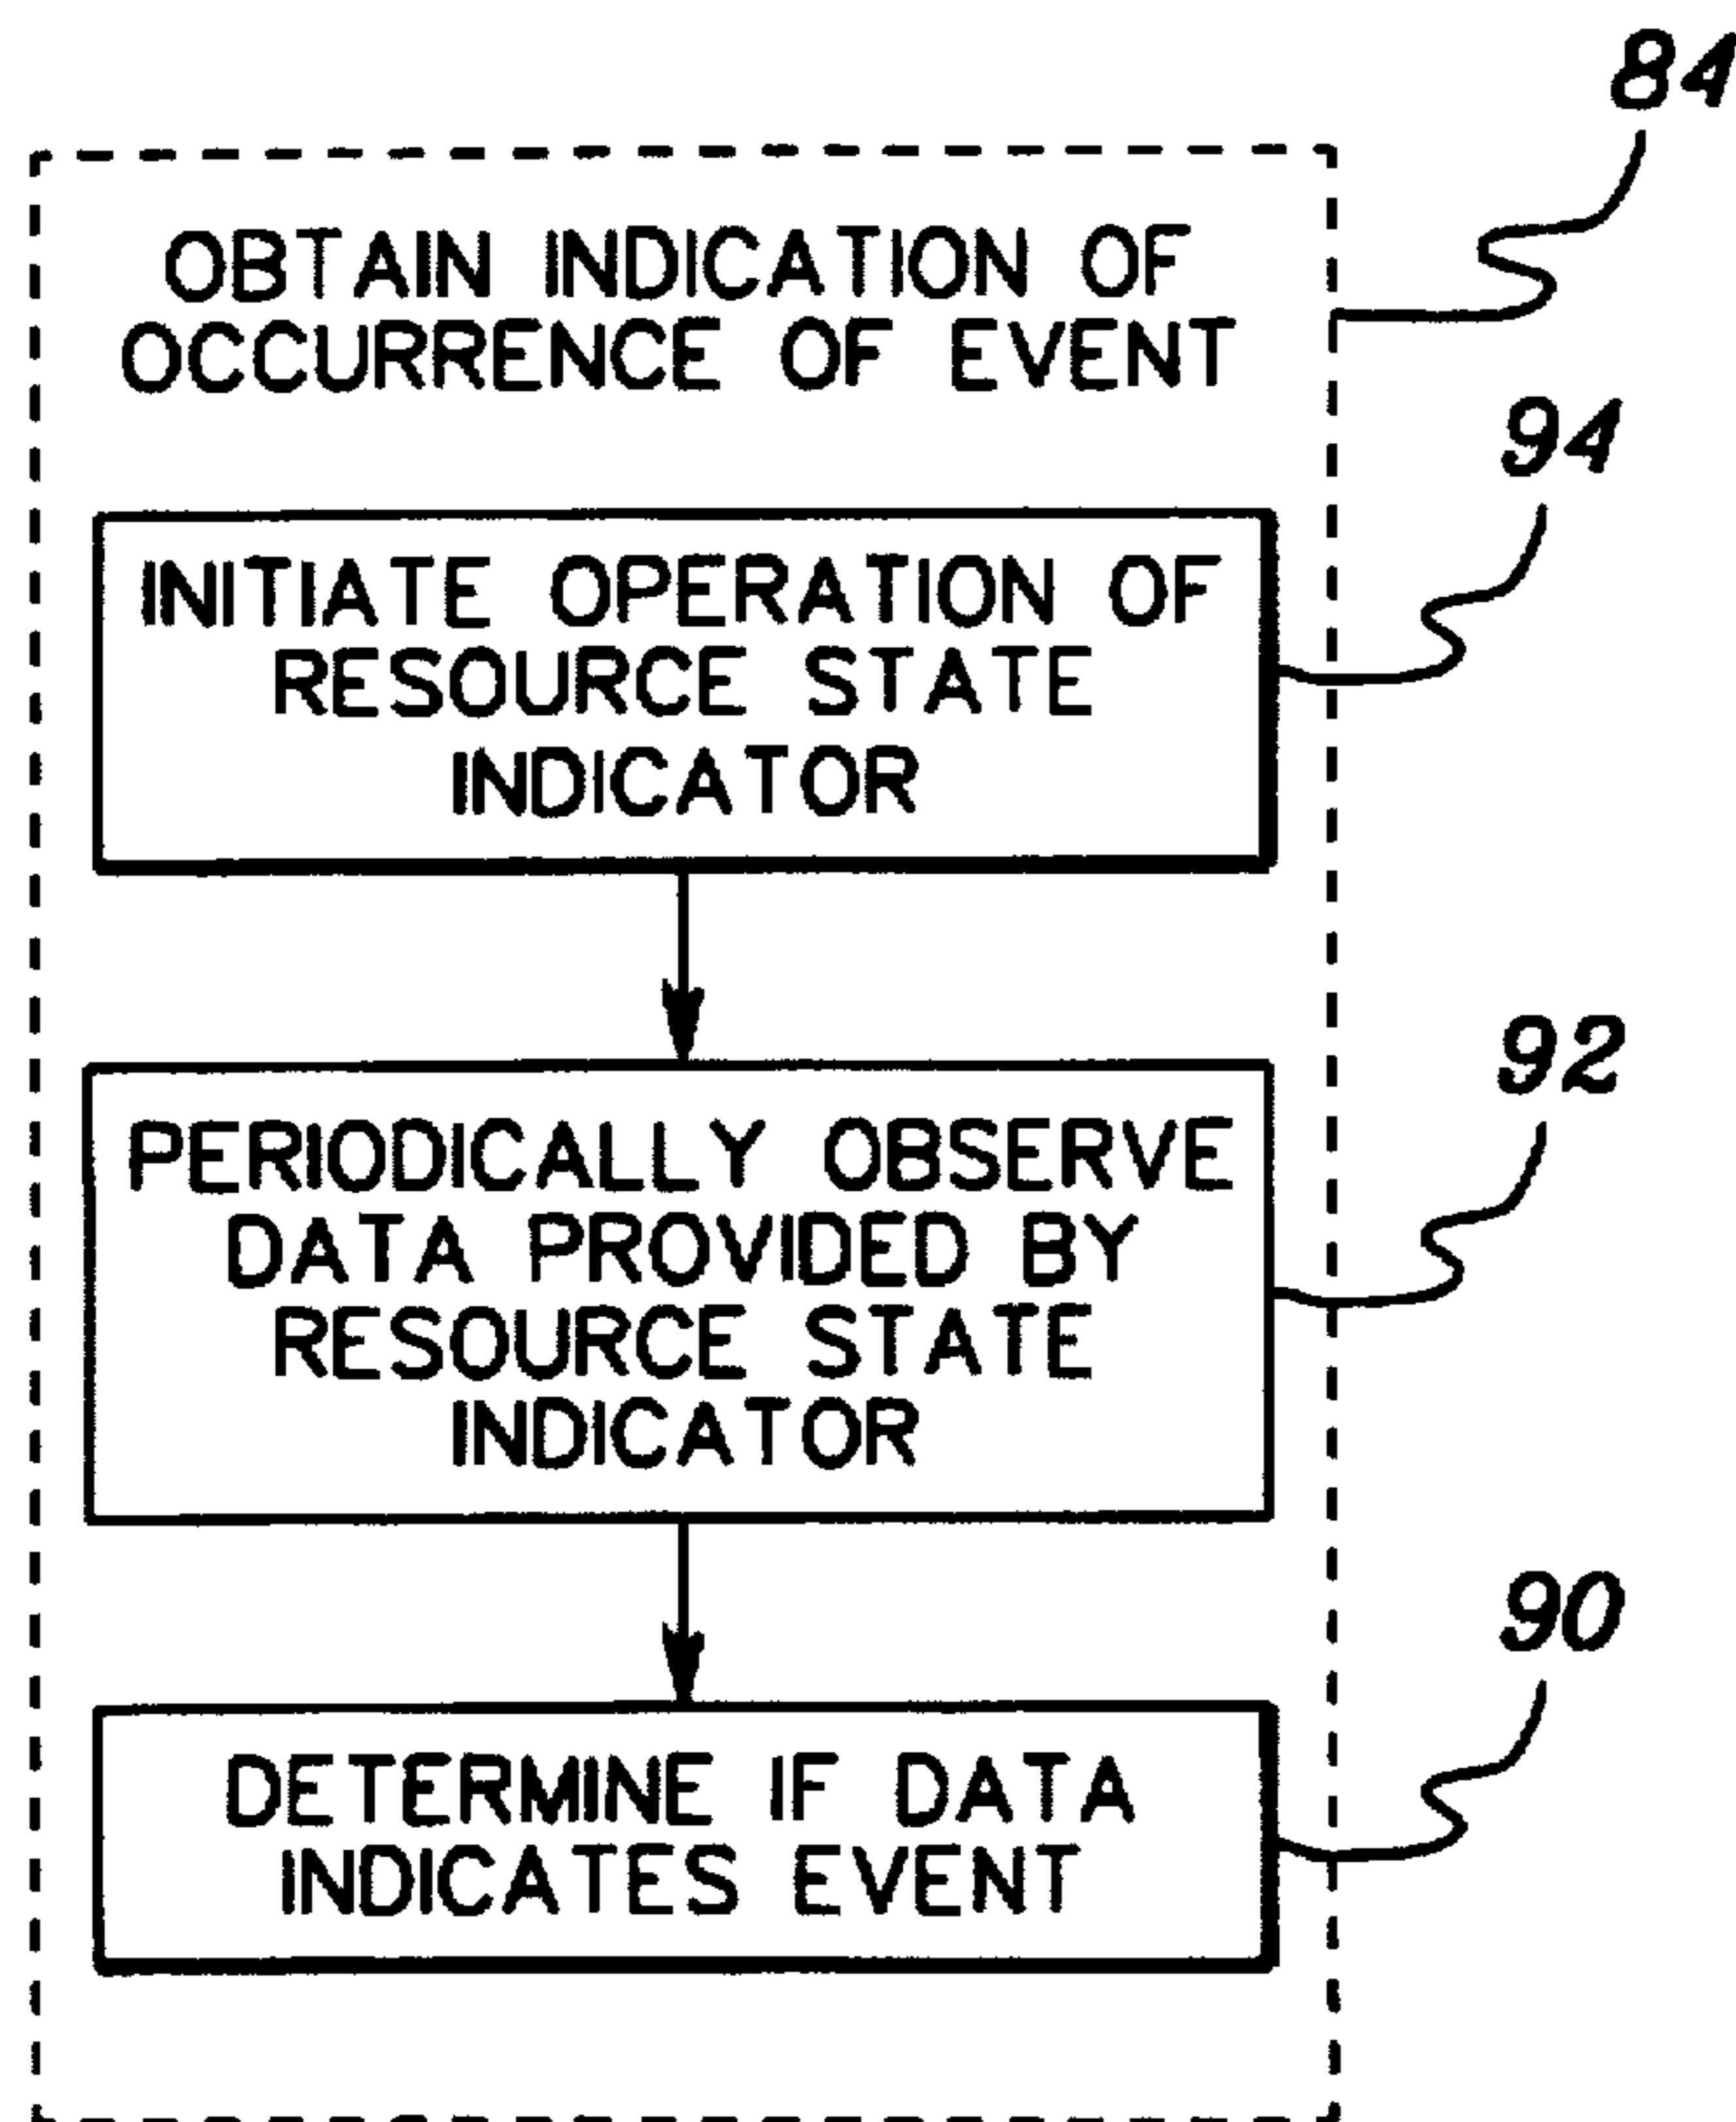 84
OBTAIN INDICATION OF
OCCURRENCE OF EVENT
94
INITIATE OPERATION OF
RESOURCE STATE
INDICATOR
92
PERIODICALLY OBSERVE
DATA PROVIDED BY
RESOURCE STATE
INDICATOR
90
DETERMINE IF DATA
INDICATES EVENT